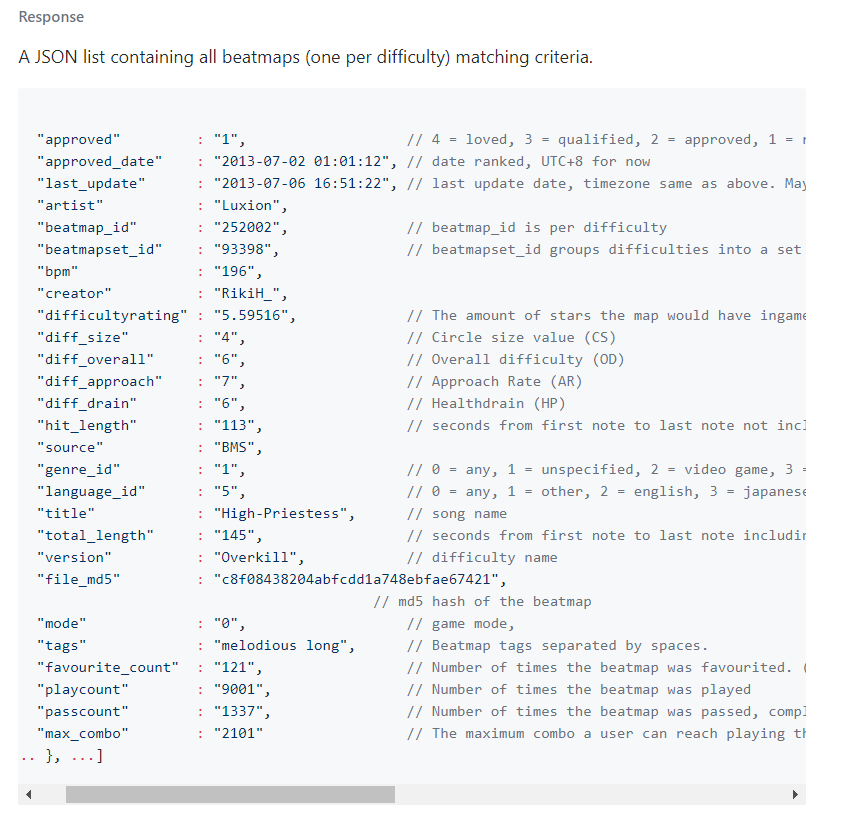 Response
A JSON list containing all beatmaps (one per difficulty) matching criteria.
"approved" : "1", // 4 = loved, 3 = qualified, 2 = approved, 1 =
"approved_date" : "2013-07-02 01:01:12", // date ranked, UTC+8 for now
"last_update" : "2013-07-06 16:51:22", // last update date, timezone same as above. May
"artist" : "Luxion",
"beatmap_id" : "252002", // beatmap_id is per difficulty
"beatmapset_id" : "93398", // beatmapset_id groups difficulties into a set
"bpm" : "196",
"creator" : "RikiH_",
"difficultyrating" : "5.59516", // The amount of stars the map would have ingame
"diff_size" : "4", // Circle size value (CS)
"diff_overall" : "6", // Overall difficulty (OD)
"diff_approach" : "7", // Approach Rate (AR)
"diff_drain" : "6", // Healthdrain (HP)
"hit_length" : "113", // seconds from first note to last note not incl
"source" : "BMS",
"genre_id" : "1", // 0 = any, 1 = unspecified, 2 = video game, 3 =
"language_id" : "5", // 0 = any, 1 = other, 2 = english, 3 = japanese
"title" : "High-Priestess", // song name
"total_length" : "145", // seconds from first note to last note includin
"version" : "Overkill", // difficulty name
"file_md5" : "c8f08438204abfcdd1a748ebfae67421",
// md5 hash of the beatmap
"mode" : "0", // game mode,
"tags" : "melodious long", // Beatmap tags separated by spaces.
"favourite_count" : "121", // Number of times the beatmap was favourited. (
"playcount" : "9001", // Number of times the beatmap was played
"passcount" : "1337", // Number of times the beatmap was passed, compl
"max_combo" : "2101" // The maximum combo a user can reach playing th
.. }, ...]